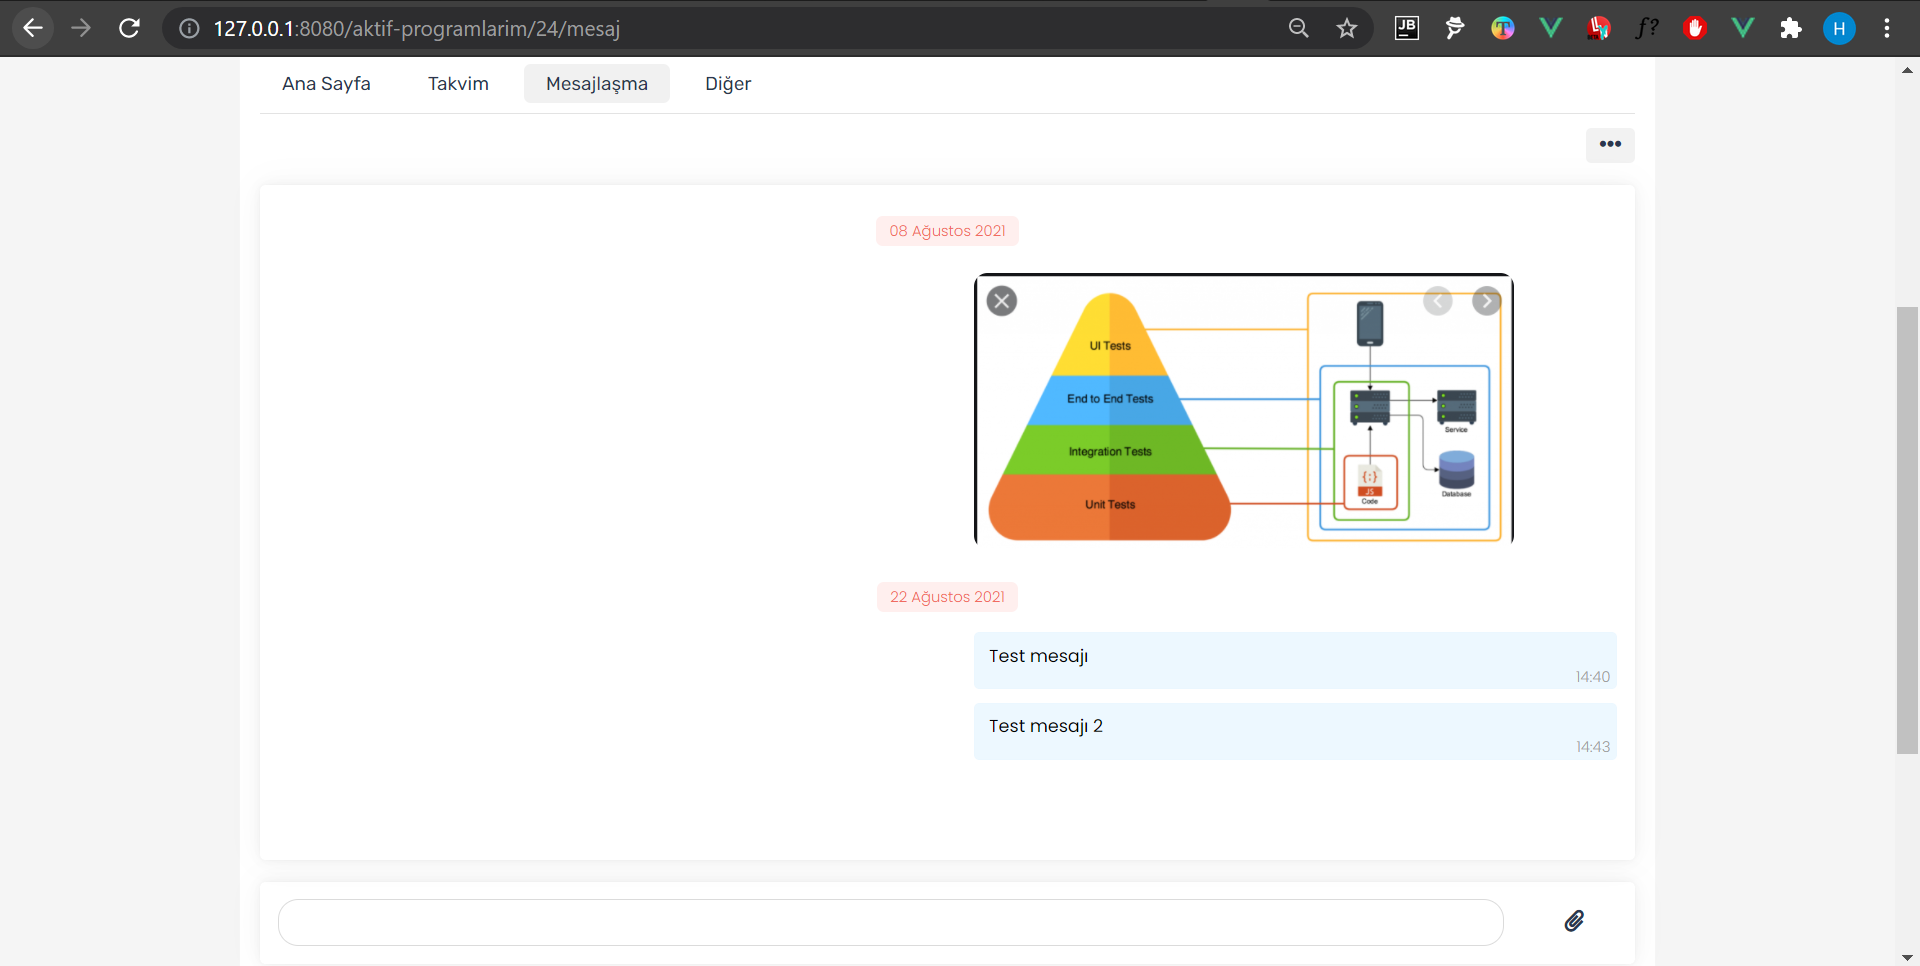 127.0.0.1:8080/aktif-programlarim/24/mesaj
JB
T
f?
H
Ana Sayfa
Takvim
Mesajlaşma
Diğer
•••
08 Ağustos 2021
UI Tests
End to End Tests
Integration Tests
Unit Tests
Service
{;}
JS
Code
Database
22 Ağustos 2021
Test mesajı
14:40
Test mesajı 2
14:43